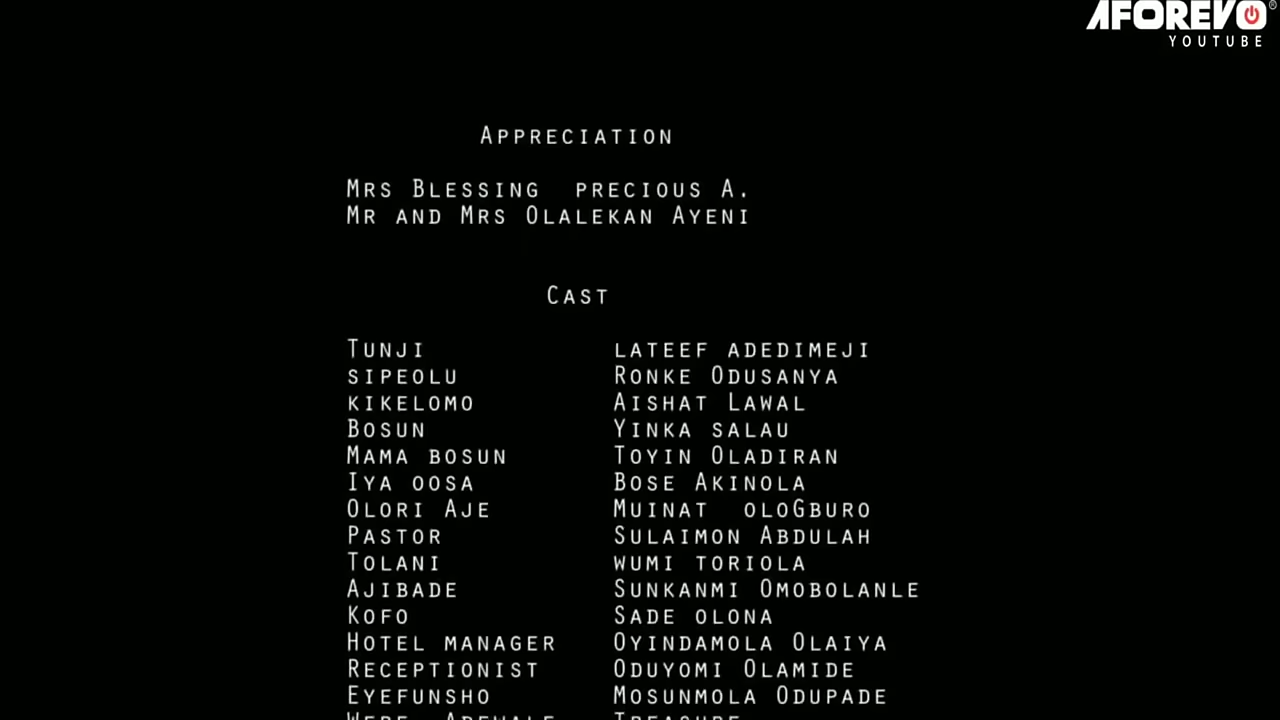 AFOREVO®
YOUTUBE
APPRECIATION
MRS BLESSING PRECIOUS A.
MR AND MRS OLALEKAN AYENI
CAST
TUNJI LATEEF ADEDIMEJI
SIPEOLU RONKE ODUSANYA
KIKELOMO AISHAT LAWAL
BOSUN YINKA SALAU
MAMA BOSUN TOYIN OLADIRAN
IYA OOSA BOSE AKINOLA
OLORI AJE MUINAT OLOGBURO
PASTOR SULAIMON ABDULAH
TOLANI WUMI TORIOLA
AJIBADE SUNKANMI OMOBOLANLE
KOFO SADE OLONA
HOTEL MANAGER OYINDAMOLA OLAIYA
RECEPTIONIST ODUYOMI OLAMIDE
EYEFUNSHO MOSUNMOLA ODUPADE